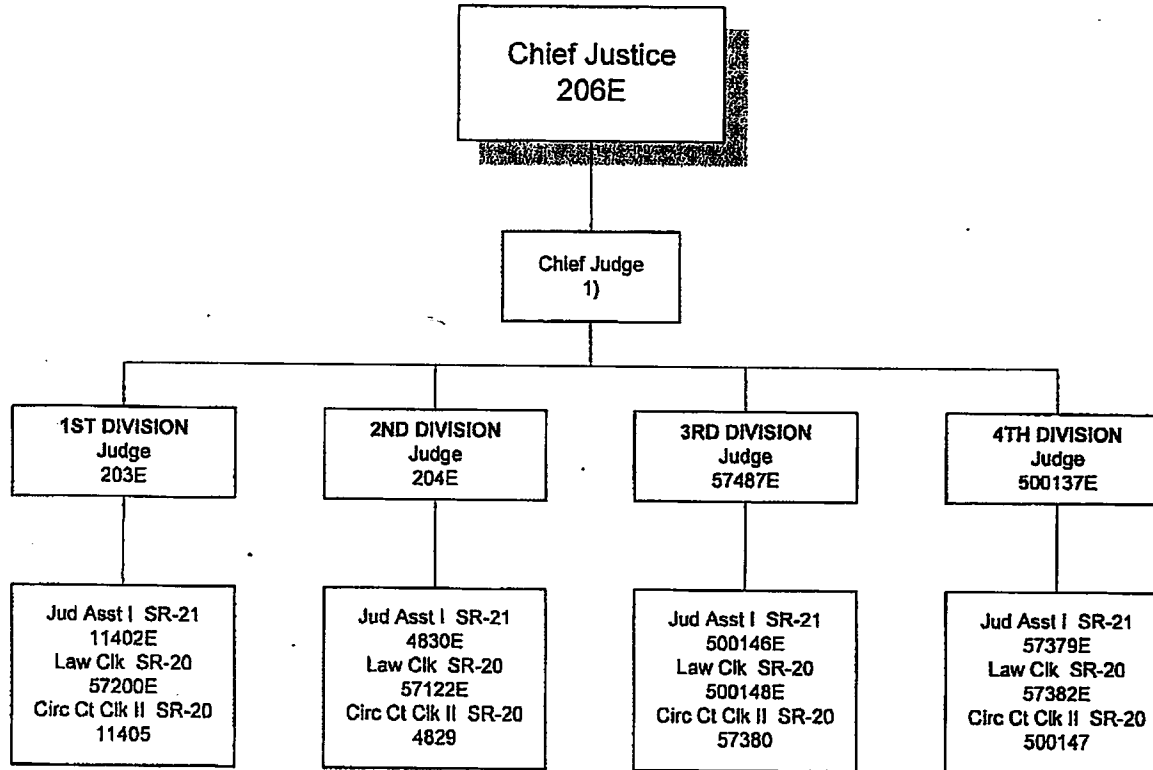 Chief Justice
206E
Chief Judge
1)
1ST DIVISION
Judge
203E
2ND DIVISION
Judge
204E
3RD DIVISION
Judge
57487E
4TH DIVISION
Judge
500137E
Jud Asst I SR-21
11402E
Law Clk SR-20
57200E
Circ Ct Clk II SR-20
11405
Jud Asst I SR-21
4830E
Law Clk SR-20
57122E
Circ Ct Clk II SR-20
4829
Jud Asst I SR-21
500146E
Law Clk SR-20
500148E
Circ Ct Clk II SR-20
57380
Jud Asst I SR-21
57379E
Law Clk SR-20
57382E
Circ Ct Clk II SR-20
500147